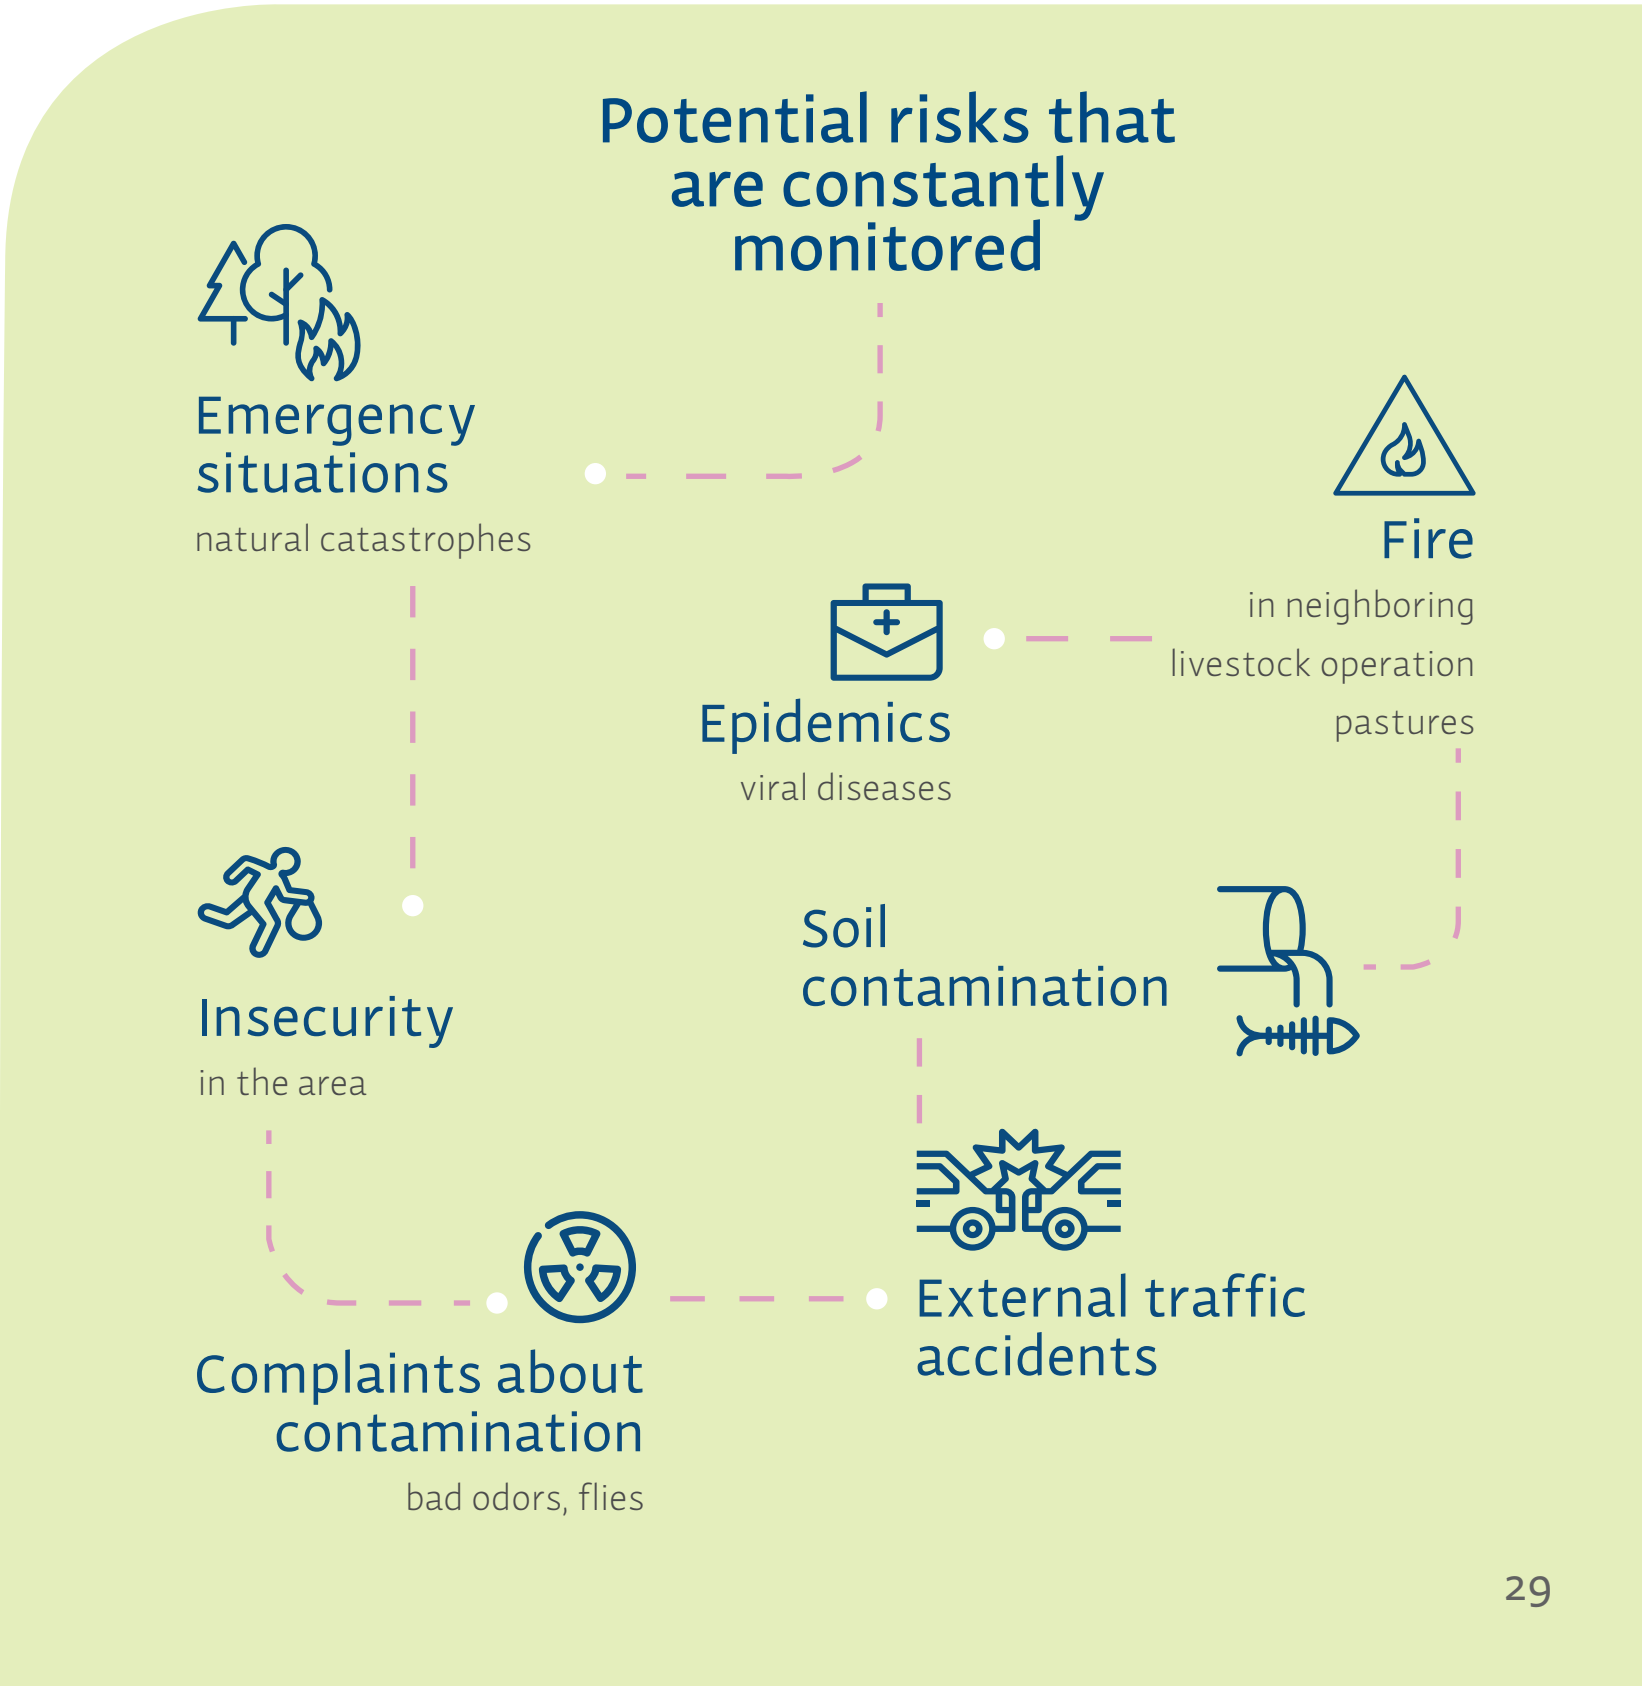 Potential risks that
are constantly
monitored
Emergency
situations
natural catastrophes
Insecurity
in the area
Complaints about
contamination
bad odors, flies
External traffic
accidents
Soil
contamination
Fire
in neighboring
livestock operation
pastures
Epidemics
viral diseases
29